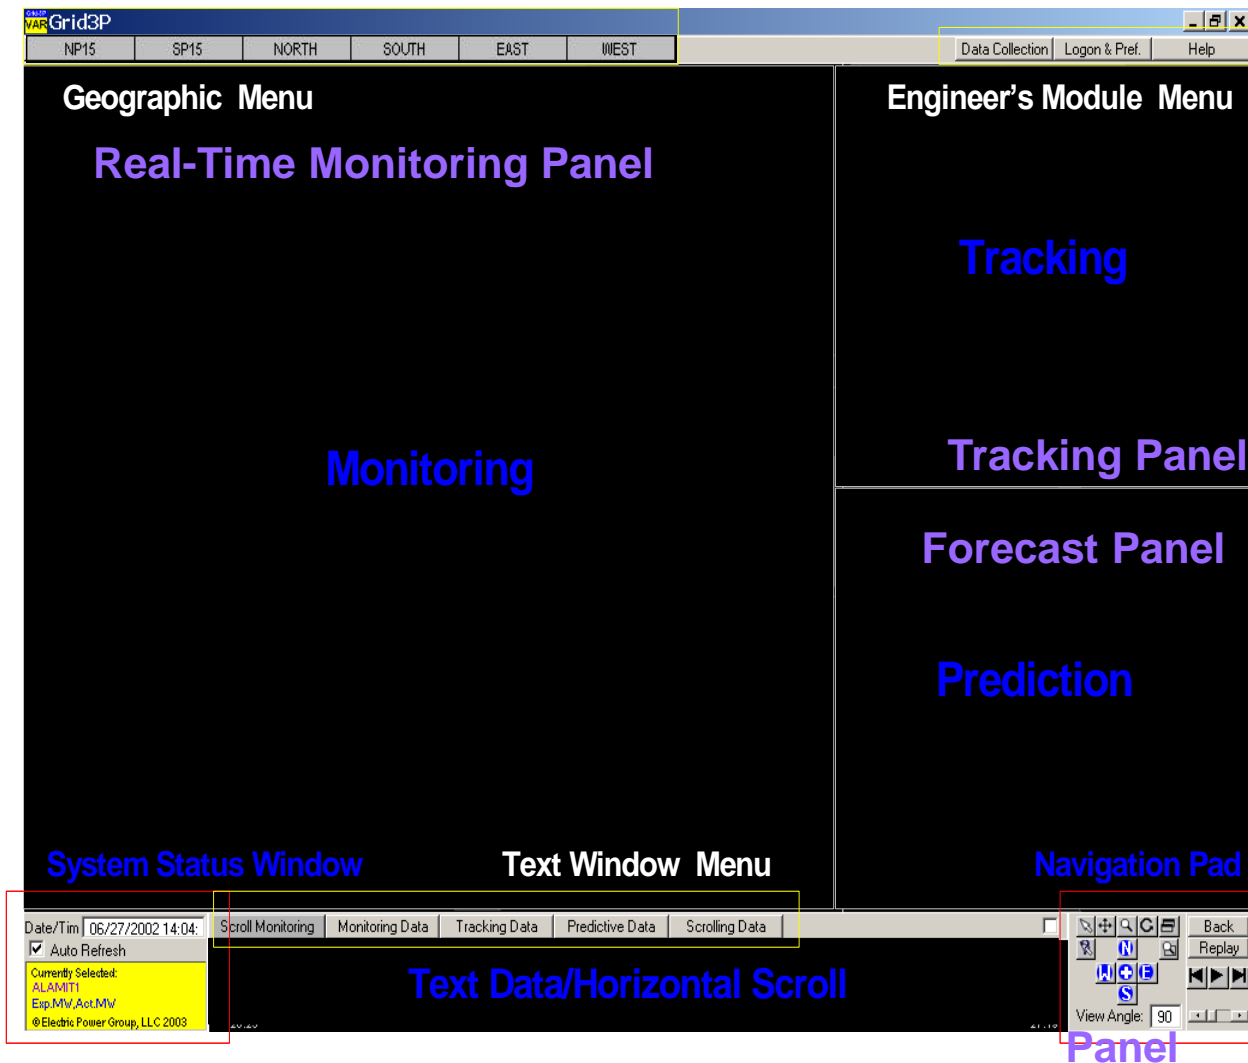 Grid3P
VAR Grid3P
NP15 SP15 NORTH SOUTH EAST WEST Data Collection Logon & Pref. Help
Geographic Menu
Engineer's Module Menu
Real-Time Monitoring Panel
Tracking
Monitoring
Tracking Panel
Forecast Panel
Prediction
System Status Window
Text Window Menu
Navigation Pad
Date/Tim 06/27/2002 14:04:
Scroll Monitoring Monitoring Data Tracking Data Predictive Data Scrolling Data
Back
Auto Refresh
Replay
Currently Selected:
ALAMIT1
Exp.MW,Act.MW
© Electric Power Group, LLC 2003
Text Data/Horizontal Scroll
N
W E
S
View Angle: 90
Panel